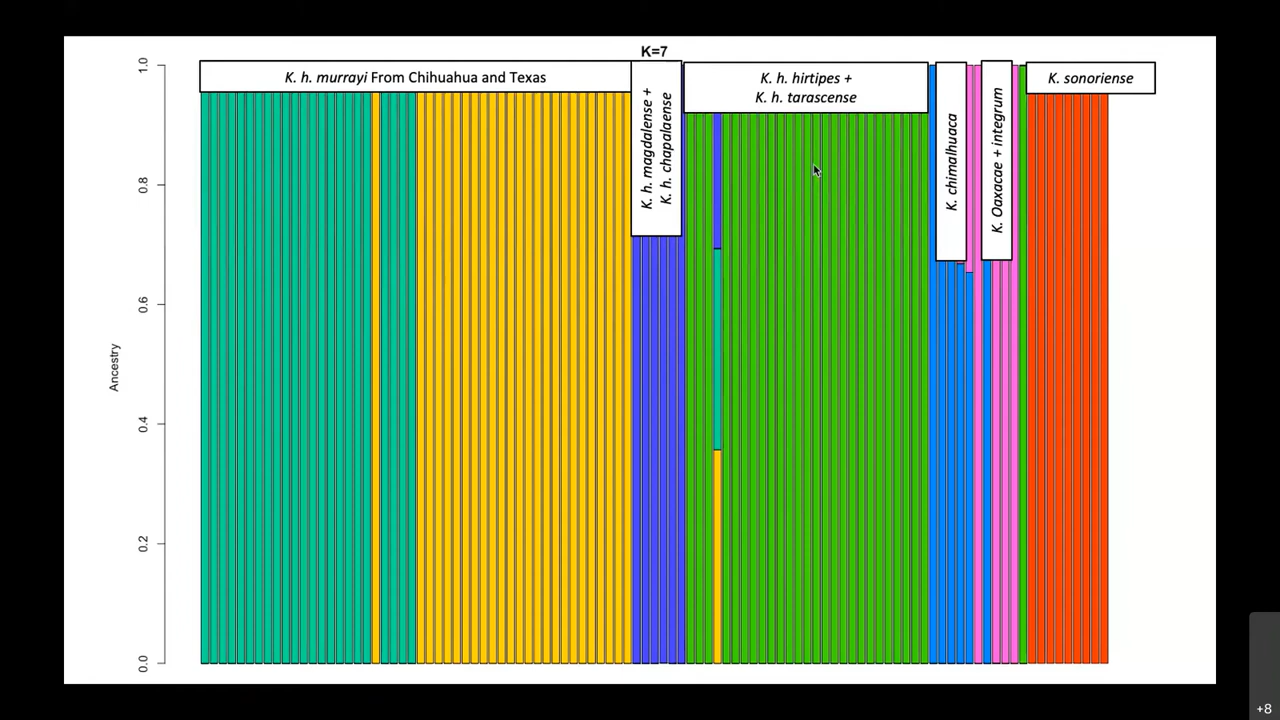 K=7
K. h. murrayi From Chihuahua and Texas
K. h. magdalense +
K. h. chapalaense
K. h. hirtipes +
K. h. tarascense
K. chimalhuaca
K. Oaxacae + integrum
K. sonoriense
Ancestry
1.0
0.8
0.6
0.4
0.2
0.0
+8